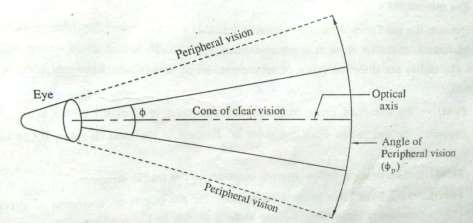 Peripheral vision
Eye
ϕ
Cone of clear vision
Optical
axis
Angle of
Peripheral vision
(ϕp)
Peripheral vision